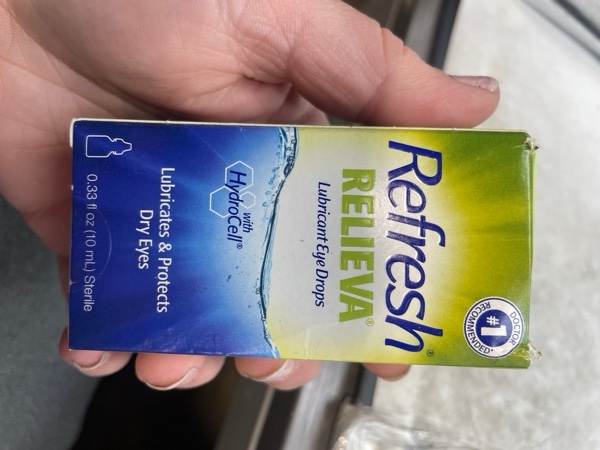 #1
DOCTOR
RECOMMENDED*
Refresh®
RELIEVA®
Lubricant Eye Drops
with
HydroCell®
Lubricates & Protects
Dry Eyes
0.33 fl oz (10 mL) Sterile